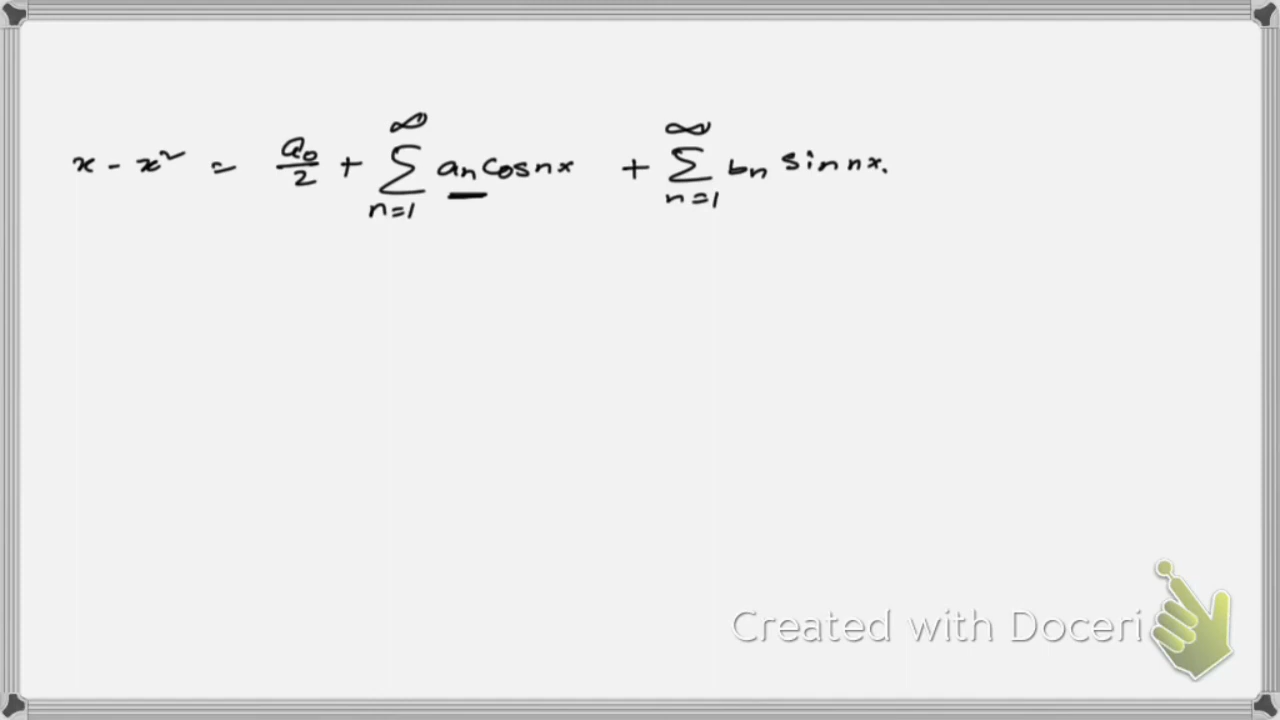 x - x² = a₀/2 + ∞∑n=1 aₙ cos nx + ∞∑n=1 bₙ sin nx.
Created with Doceri